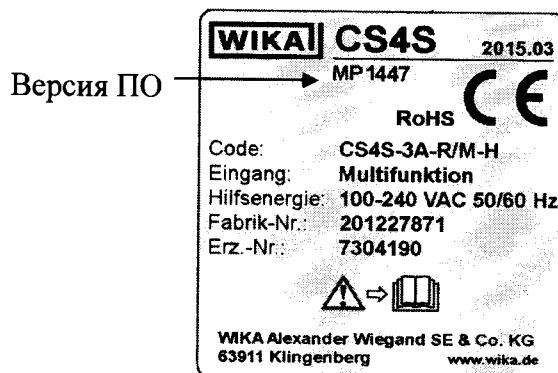 WIKA CS4S 2015.03
Версия ПО MP1447
RoHS CE
Code: CS4S-3A-R/M-H
Eingang: Multifunktion
Hilfsenergie: 100-240 VAC 50/60 Hz
Fabrik-Nr.: 201227871
Erz.-Nr.: 7304190
WIKA Alexander Wiegand SE & Co. KG
63911 Klingenberg www.wika.de